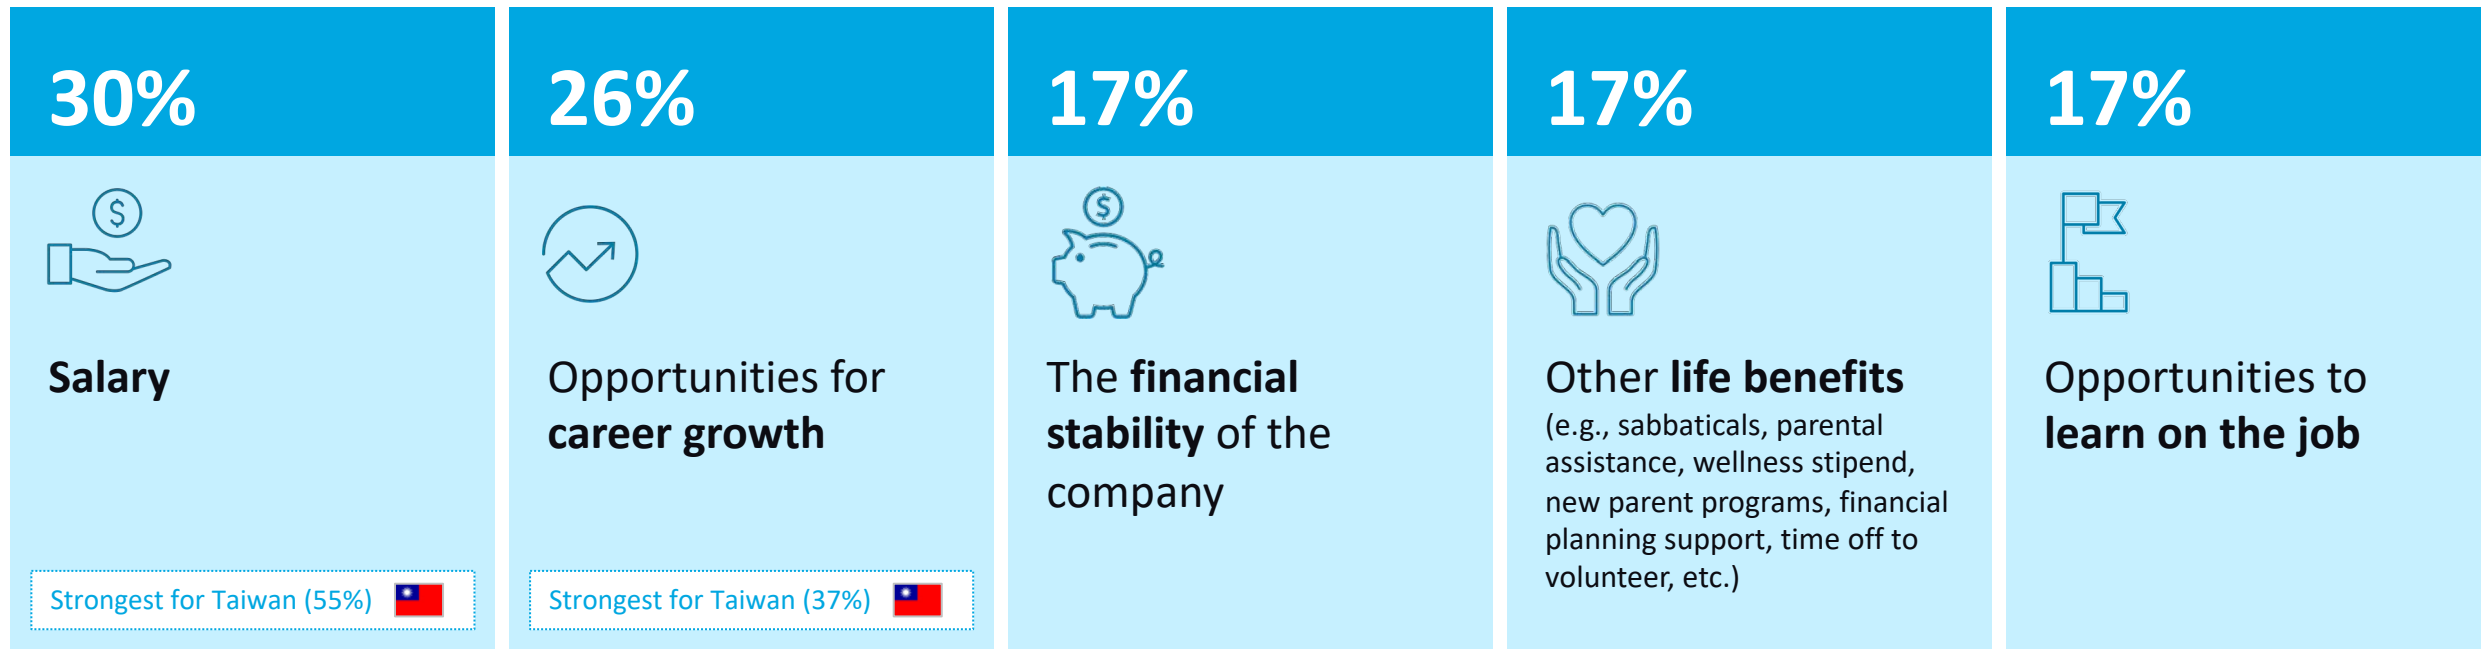 30%
26%
17%
17%
17%
$
$
Salary
Opportunities for
career growth
The financial
stability of the
company
Other life benefits
(e.g., sabbaticals, parental
assistance, wellness stipend,
new parent programs, financial
planning support, time off to
volunteer, etc.)
Opportunities to
learn on the job
Strongest for Taiwan (55%)
Strongest for Taiwan (37%)